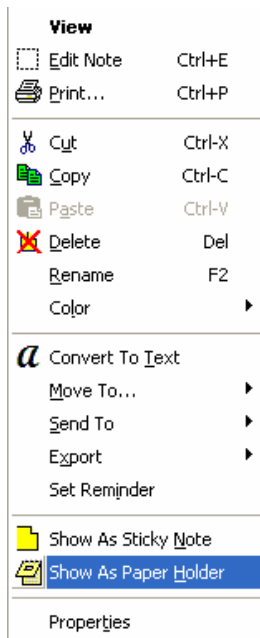 View
Edit Note Ctrl+E
Print... Ctrl+P
Cut Ctrl-X
Copy Ctrl-C
Paste Ctrl-V
Delete Del
Rename F2
Color
a Convert To Text
Move To...
Send To
Export
Set Reminder
Show As Sticky Note
Show As Paper Holder
Properties